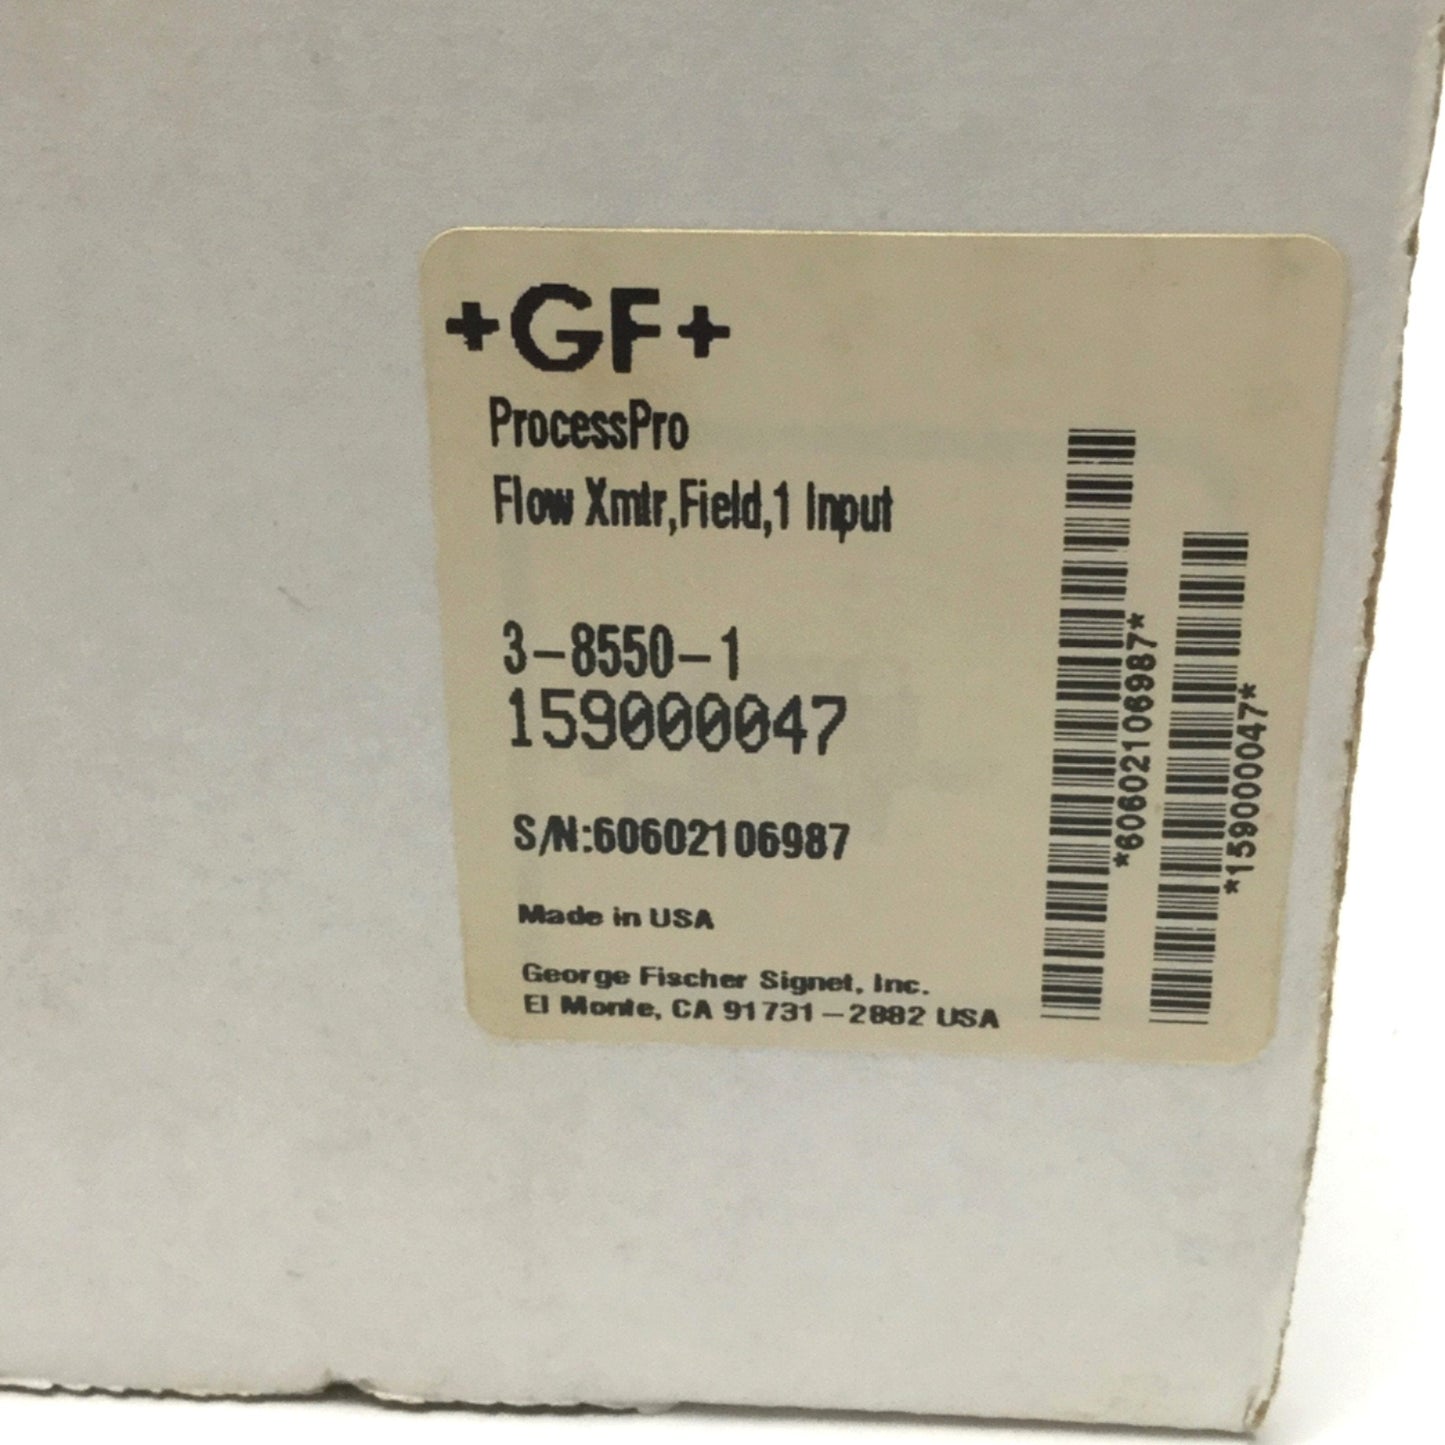 +GF+
ProcessPro
Flow Xmtr,Field,1 Input
3-8550-1
159000047
S/N:60602106987
Made in USA
George Fischer Signet, Inc.
El Monte, CA 91731-2882 USA
*60602106987*
*159000047*